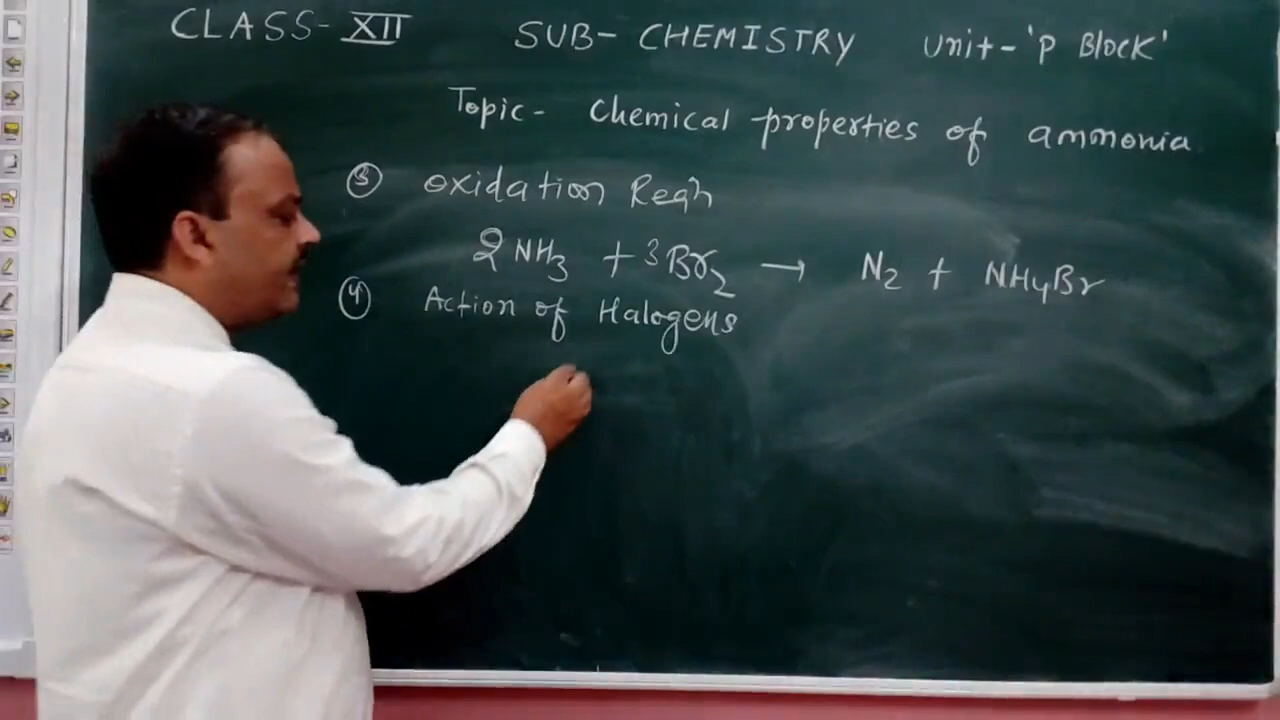 CLASS-XII SUB-CHEMISTRY Unit-'P Block'
Topic- Chemical properties of ammonia
③ oxidation Reqn
2NH₃ + 3Br₂ → N₂ + NH₄Br
④ Action of Halogens